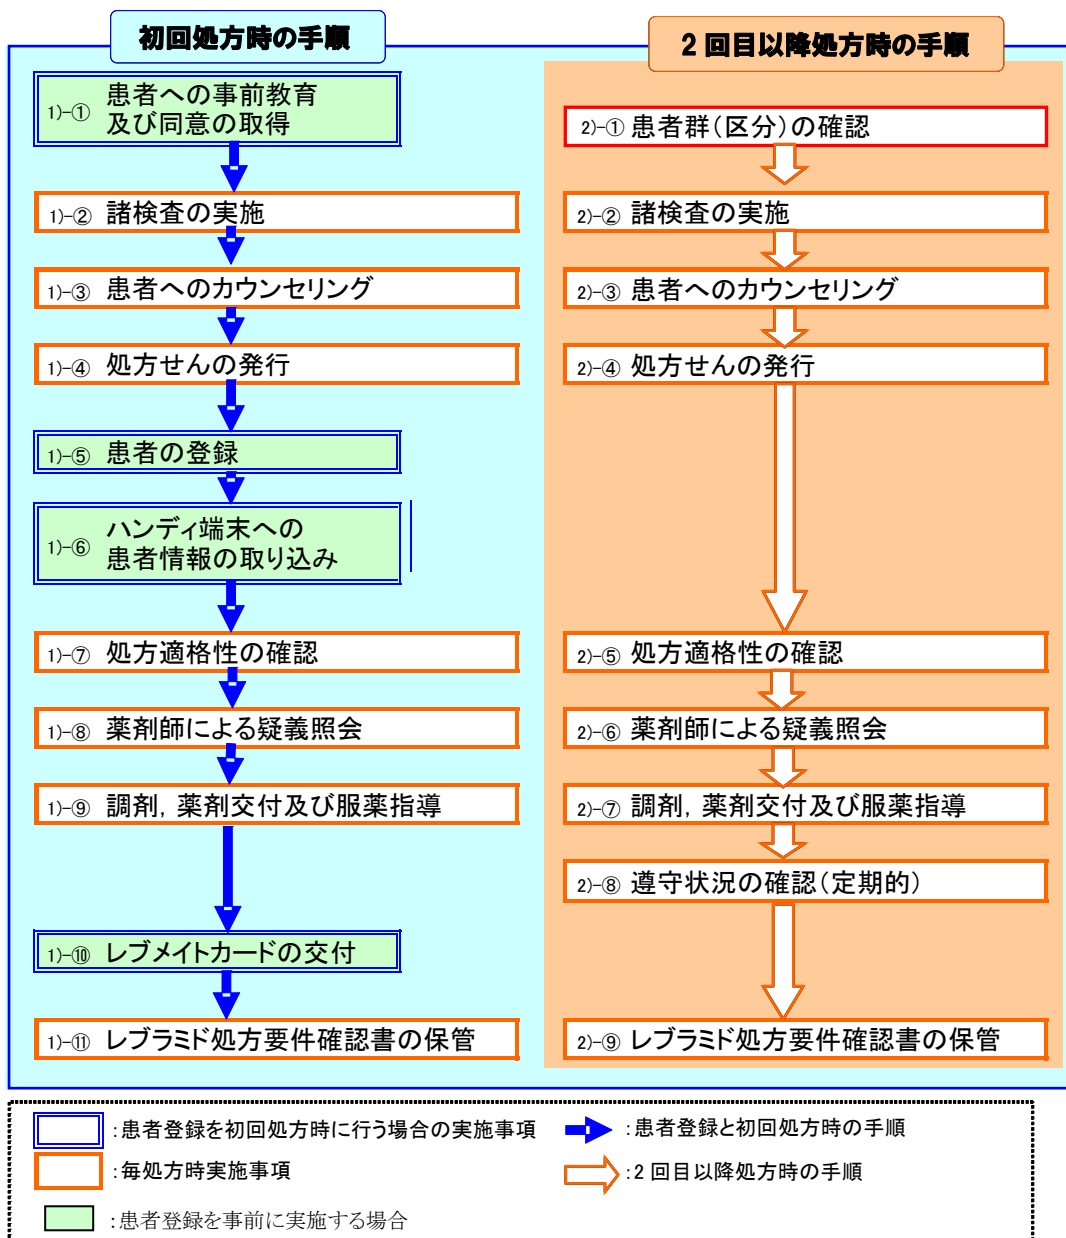 初回処方時の手順
1)-① 患者への事前教育
及び同意の取得
1)-② 諸検査の実施
1)-③ 患者へのカウンセリング
1)-④ 処方せんの発行
1)-⑤ 患者の登録
1)-⑥ ハンディ端末への
患者情報の取り込み
1)-⑦ 処方適格性の確認
1)-⑧ 薬剤師による疑義照会
1)-⑨ 調剤，薬剤交付及び服薬指導
1)-⑩ レブメイトカードの交付
1)-⑪ レブラミド処方要件確認書の保管
2 回目以降処方時の手順
2)-① 患者群（区分）の確認
2)-② 諸検査の実施
2)-③ 患者へのカウンセリング
2)-④ 処方せんの発行
2)-⑤ 処方適格性の確認
2)-⑥ 薬剤師による疑義照会
2)-⑦ 調剤，薬剤交付及び服薬指導
2)-⑧ 遵守状況の確認（定期的）
2)-⑨ レブラミド処方要件確認書の保管
：患者登録を初回処方時に行う場合の実施事項
：患者登録と初回処方時の手順
：毎処方時実施事項
：2 回目以降処方時の手順
：患者登録を事前に実施する場合